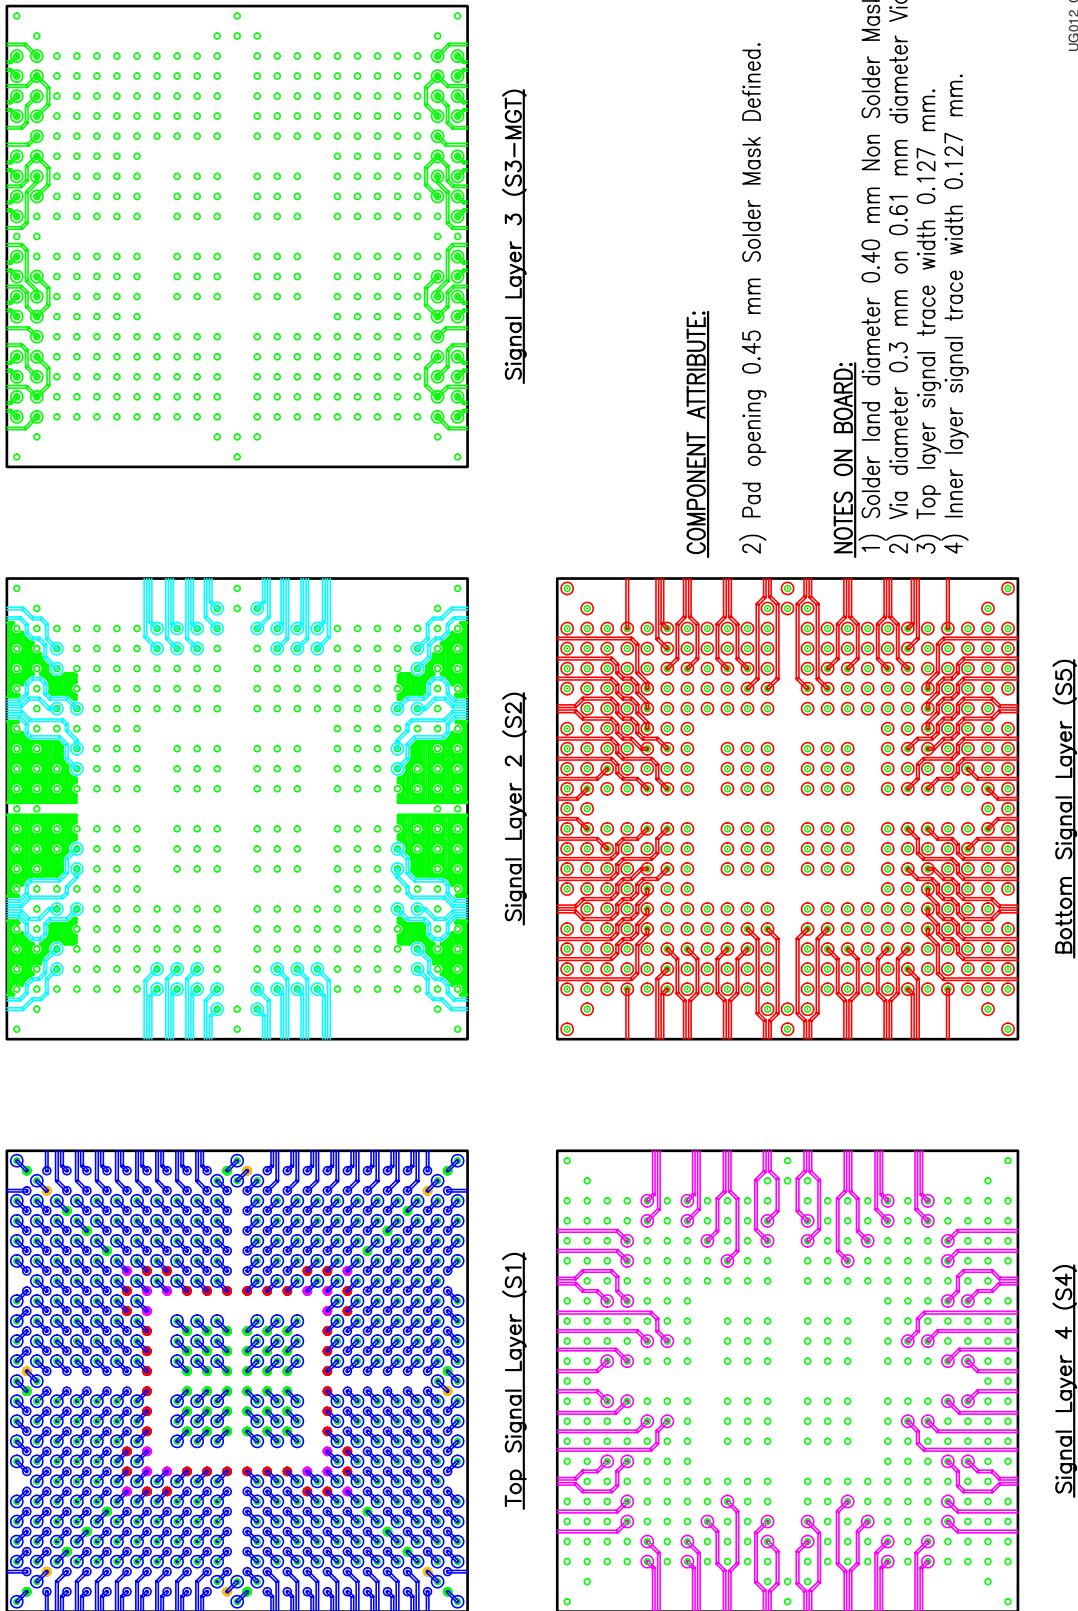 Top Signal Layer (S1)
Signal Layer 2 (S2)
Signal Layer 3 (S3-MGT)
Signal Layer 4 (S4)
Bottom Signal Layer (S5)
COMPONENT ATTRIBUTE:
2) Pad opening 0.45 mm Solder Mask Defined.
NOTES ON BOARD:
1) Solder land diameter 0.40 mm Non Solder Mask
2) Via diameter 0.3 mm on 0.61 mm diameter Via
3) Top layer signal trace width 0.127 mm.
4) Inner layer signal trace width 0.127 mm.
UG012